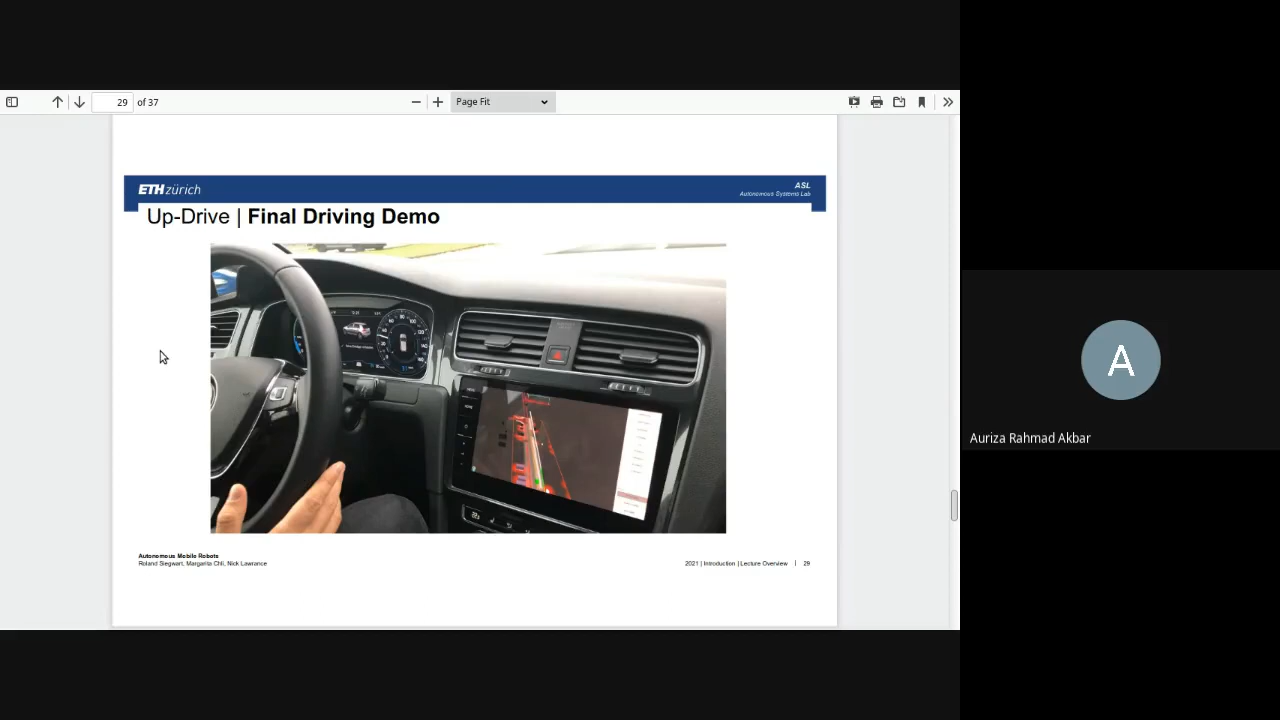 29 of 37
Page Fit
ETH zürich
ASL
Autonomous Systems Lab
Up-Drive | Final Driving Demo
Autonomous Mobile Robots
Roland Siegwart, Margarita Chli, Nick Lawrance
2021 | Introduction | Lecture Overview | 29
A
Auriza Rahmad Akbar